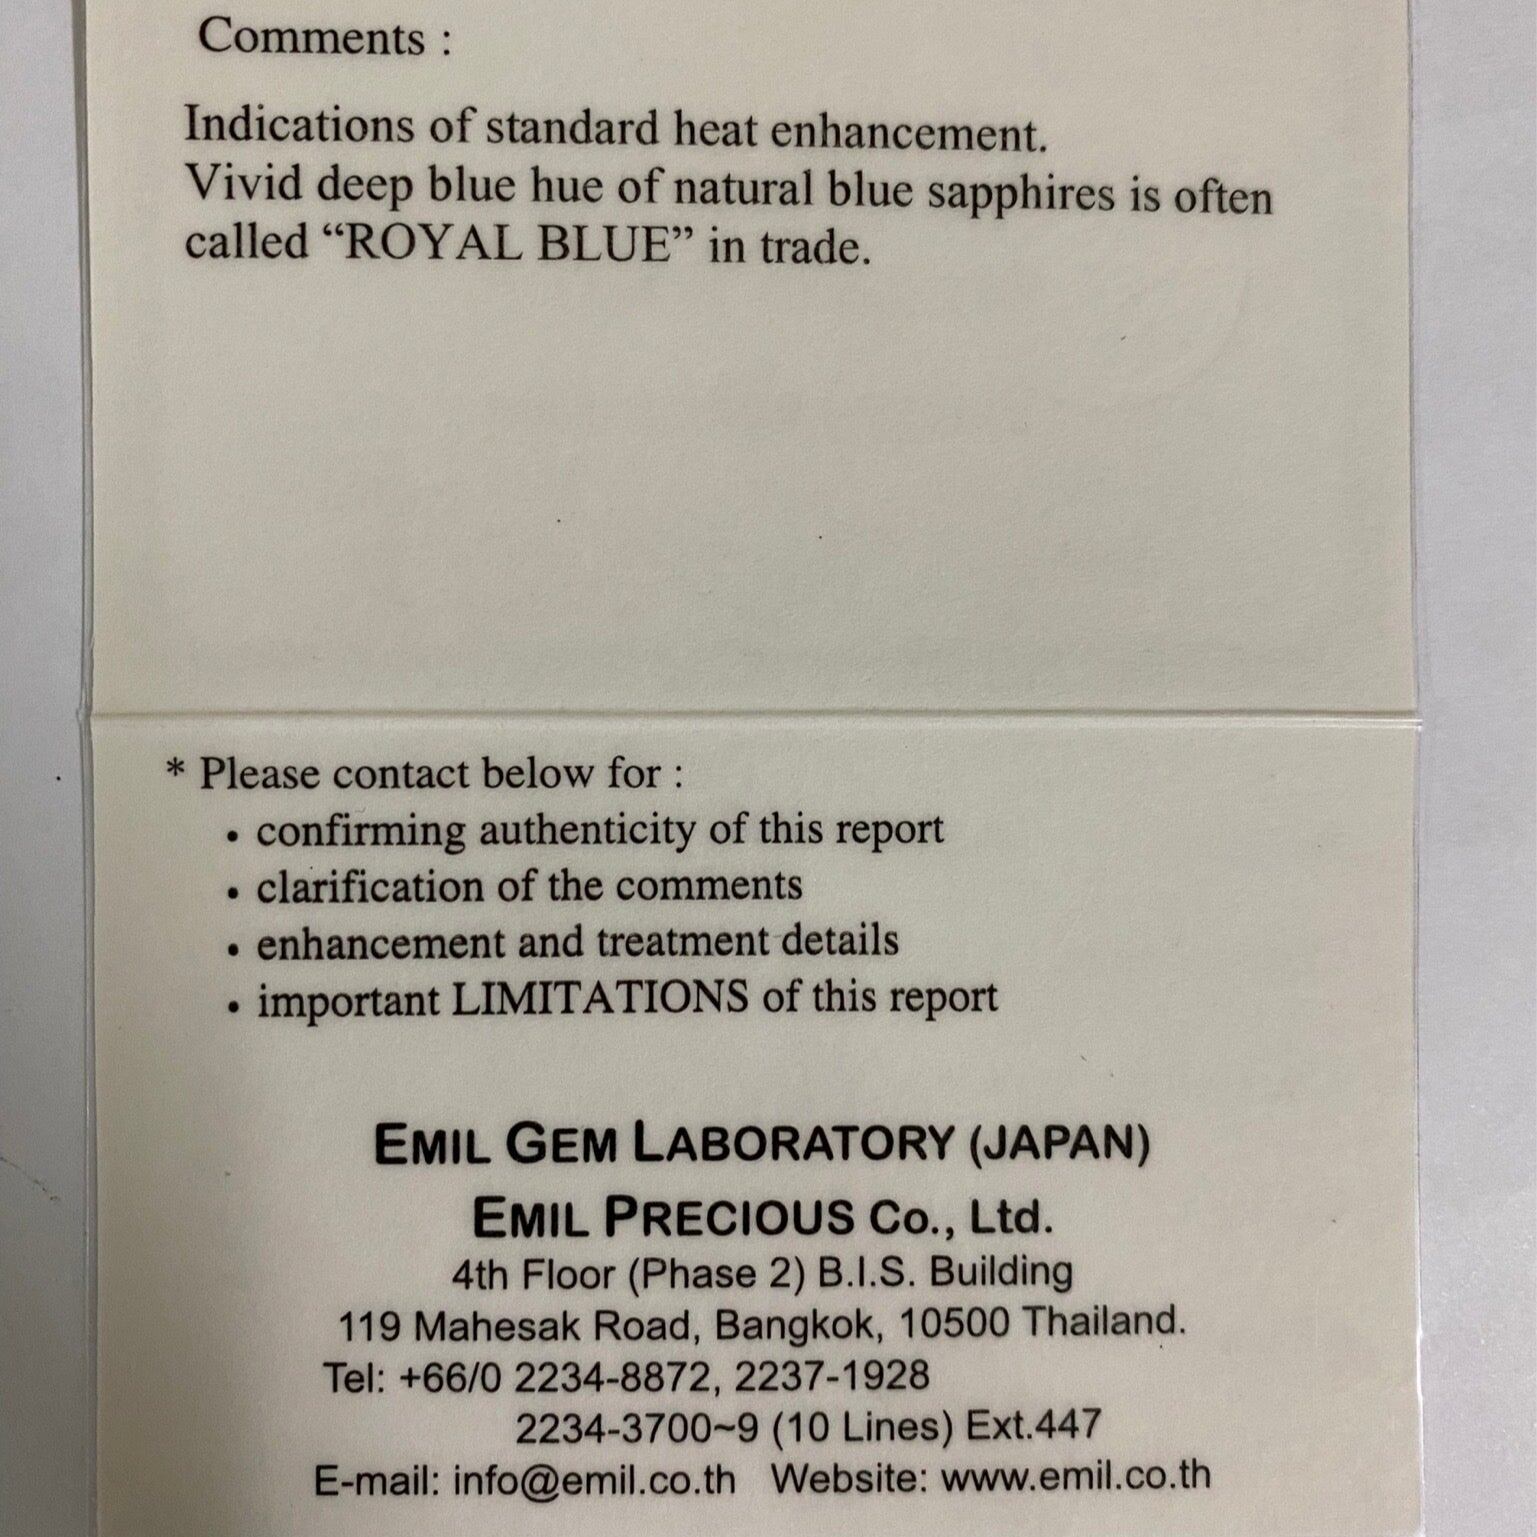 Comments :
Indications of standard heat enhancement.
Vivid deep blue hue of natural blue sapphires is often
called “ROYAL BLUE” in trade.
* Please contact below for :
• confirming authenticity of this report
• clarification of the comments
• enhancement and treatment details
• important LIMITATIONS of this report
EMIL GEM LABORATORY (JAPAN)
EMIL PRECIOUS Co., Ltd.
4th Floor (Phase 2) B.I.S. Building
119 Mahesak Road, Bangkok, 10500 Thailand.
Tel: +66/0 2234-8872, 2237-1928
2234-3700~9 (10 Lines) Ext.447
E-mail: info@emil.co.th Website: www.emil.co.th